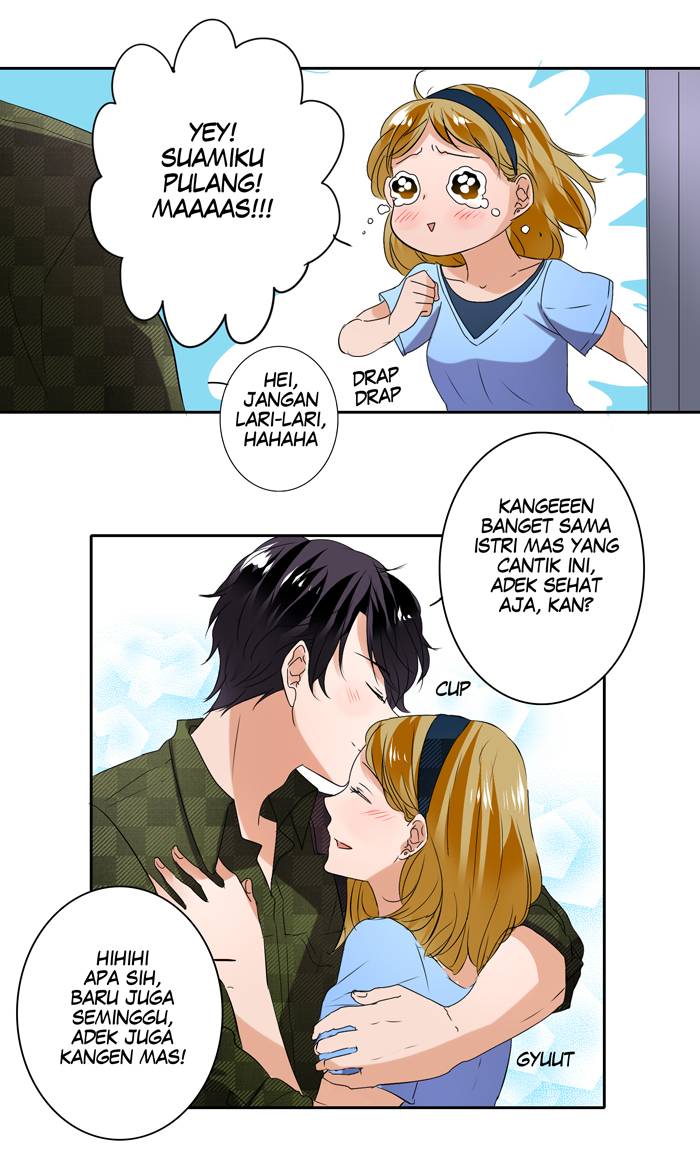 YEY!
SUAMIKU
PULANG!
MAAAAS!!!
HEI,
JANGAN
LARI-LARI,
HAHAHA
DRAP
DRAP
KANGEEEN
BANGET SAMA
ISTRI MAS YANG
CANTIK INI,
ADEK SEHAT
AJA, KAN?
CUP
HIHIHI
APA SIH,
BARU JUGA
SEMINGGU,
ADEK JUGA
KANGEN MAS!
GYUUT